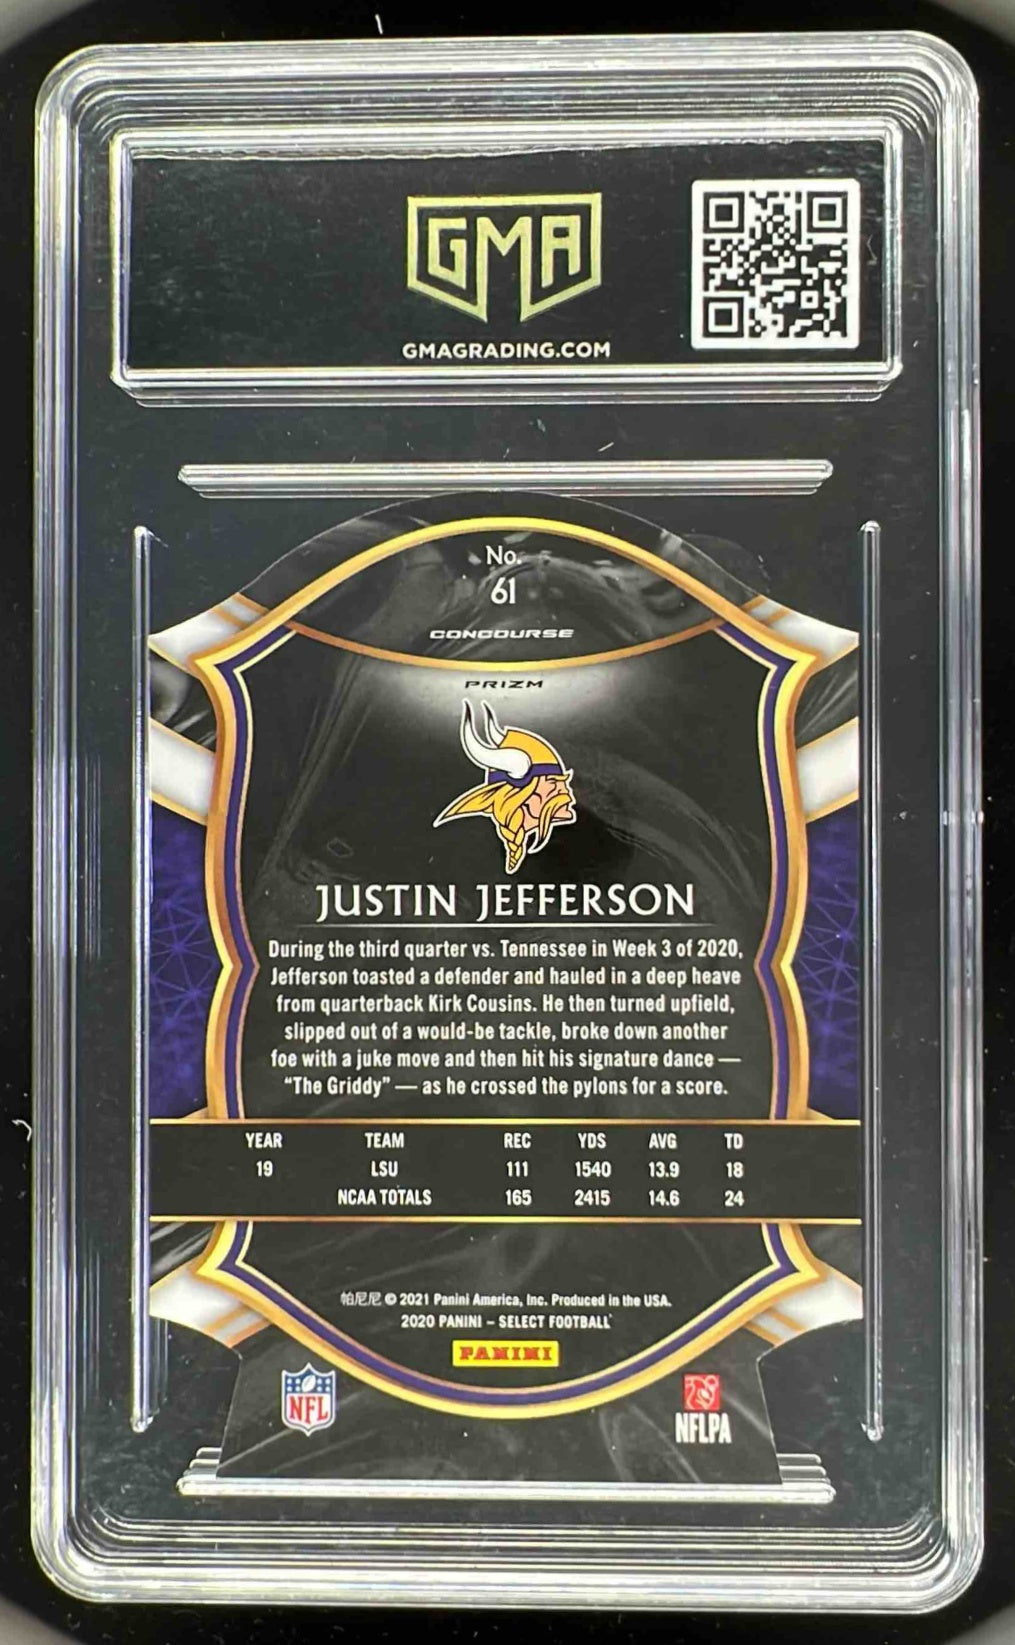 GMA
GMAGRADING.COM
No.
61
CONCOURSE
PRIZM
JUSTIN JEFFERSON
During the third quarter vs. Tennessee in Week 3 of 2020,
Jefferson toasted a defender and hauled in a deep heave
from quarterback Kirk Cousins. He then turned upfield,
slipped out of a would-be tackle, broke down another
foe with a juke move and then hit his signature dance —
“The Griddy” — as he crossed the pylons for a score.
YEAR TEAM REC YDS AVG TD
19 LSU 111 1540 13.9 18
NCAA TOTALS 165 2415 14.6 24
帕尼尼 © 2021 Panini America, Inc. Produced in the USA.
2020 PANINI – SELECT FOOTBALL
PANINI
NFL
NFLPA